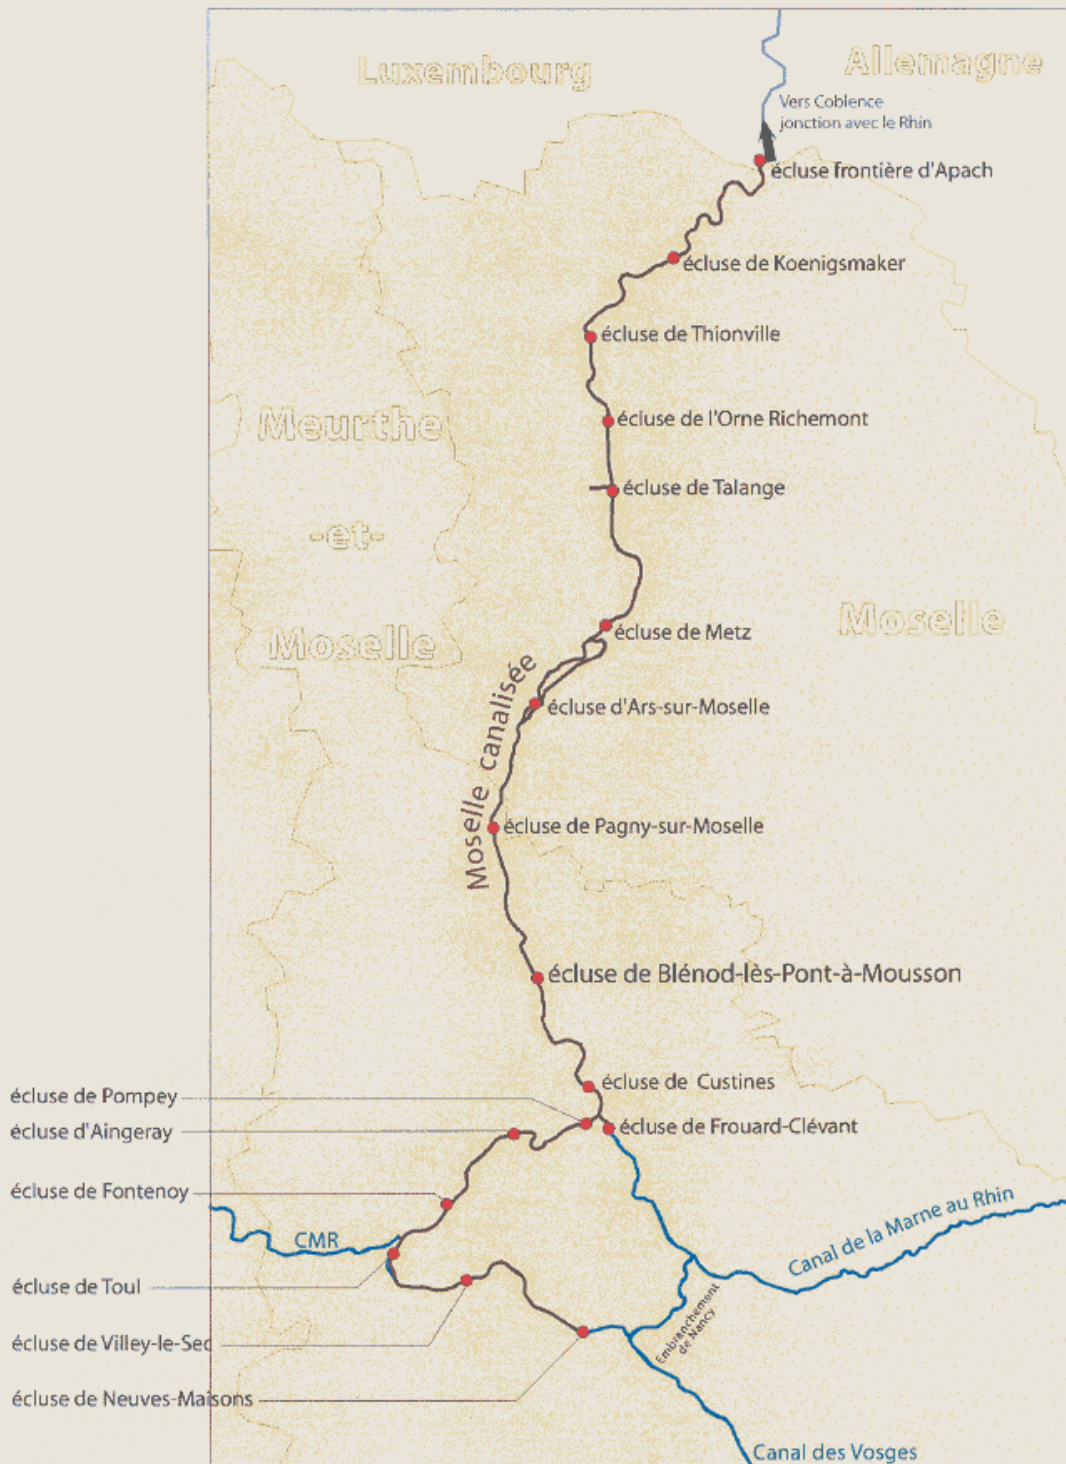 Luxembourg
Allemagne
Vers Coblence
jonction avec le Rhin
écluse frontière d'Apach
écluse de Koenigsmaker
écluse de Thionville
Meurthe
écluse de l'Orne Richemont
écluse de Talange
-et-
Moselle
écluse de Metz
Moselle
Moselle canalisée
écluse d'Ars-sur-Moselle
écluse de Pagny-sur-Moselle
écluse de Blénod-lès-Pont-à-Mousson
écluse de Custines
écluse de Pompey
écluse de Frouard-Clévant
écluse d'Aingeray
écluse de Fontenoy
CMR
Canal de la Marne au Rhin
écluse de Toul
Embranchement
de Nancy
écluse de Villey-le-Sec
écluse de Neuves-Maisons
Canal des Vosges